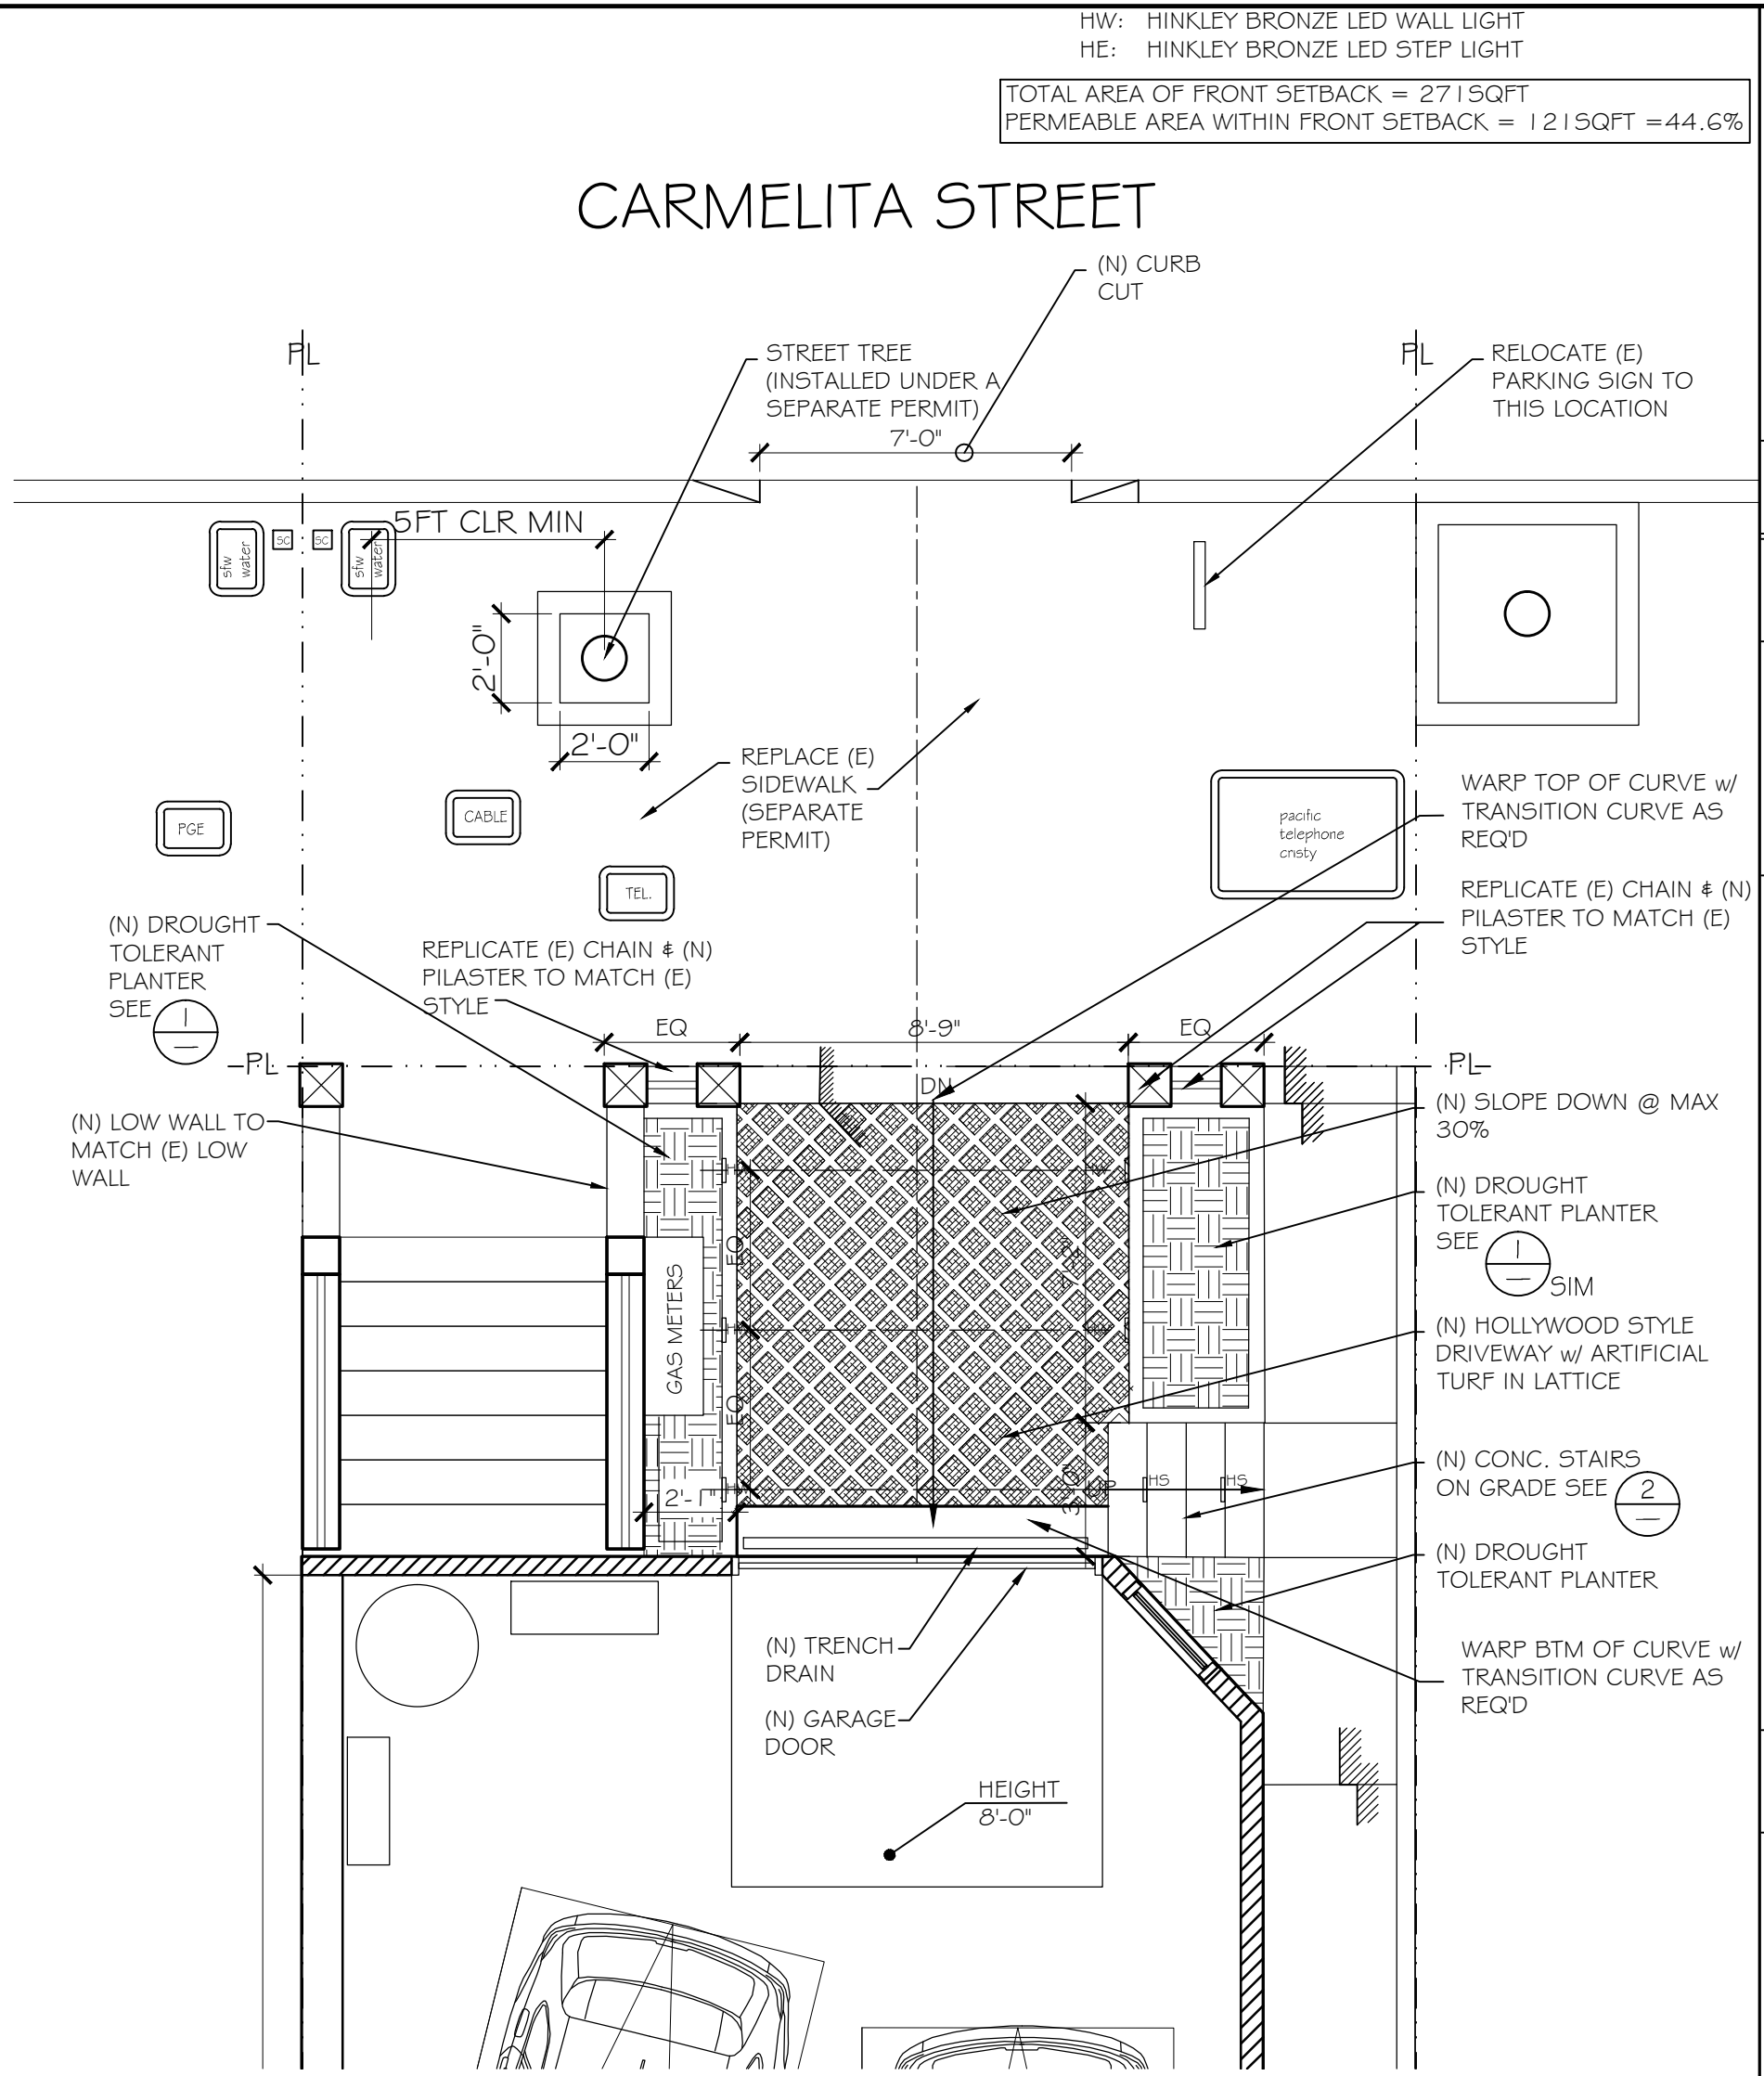 HW: HINKLEY BRONZE LED WALL LIGHT
HE: HINKLEY BRONZE LED STEP LIGHT
TOTAL AREA OF FRONT SETBACK = 271SQFT
PERMEABLE AREA WITHIN FRONT SETBACK = 121SQFT =44.6%
CARMELITA STREET
(N) CURB
CUT
PL
STREET TREE
(INSTALLED UNDER A
SEPARATE PERMIT)
7'-0"
PL
RELOCATE (E)
PARKING SIGN TO
THIS LOCATION
5FT CLR MIN
sfw
water
SC
SC
sfw
water
2'-0"
2'-0"
REPLACE (E)
SIDEWALK
(SEPARATE
PERMIT)
PGE
CABLE
TEL.
pacific
telephone
cristy
WARP TOP OF CURVE w/
TRANSITION CURVE AS
REQ'D
REPLICATE (E) CHAIN & (N)
PILASTER TO MATCH (E)
STYLE
(N) DROUGHT
TOLERANT
PLANTER
SEE
1
REPLICATE (E) CHAIN & (N)
PILASTER TO MATCH (E)
STYLE
EQ
8'-9"
EQ
PL
PL
DN
(N) LOW WALL TO
MATCH (E) LOW
WALL
(N) SLOPE DOWN @ MAX
30%
(N) DROUGHT
TOLERANT PLANTER
SEE
1
SIM
EQ
GAS METERS
EQ
(N) HOLLYWOOD STYLE
DRIVEWAY w/ ARTIFICIAL
TURF IN LATTICE
2'-1"
3'-0"
UP
HS
HS
(N) CONC. STAIRS
ON GRADE SEE
2
(N) DROUGHT
TOLERANT PLANTER
(N) TRENCH
DRAIN
(N) GARAGE
DOOR
WARP BTM OF CURVE w/
TRANSITION CURVE AS
REQ'D
HEIGHT
8'-0"